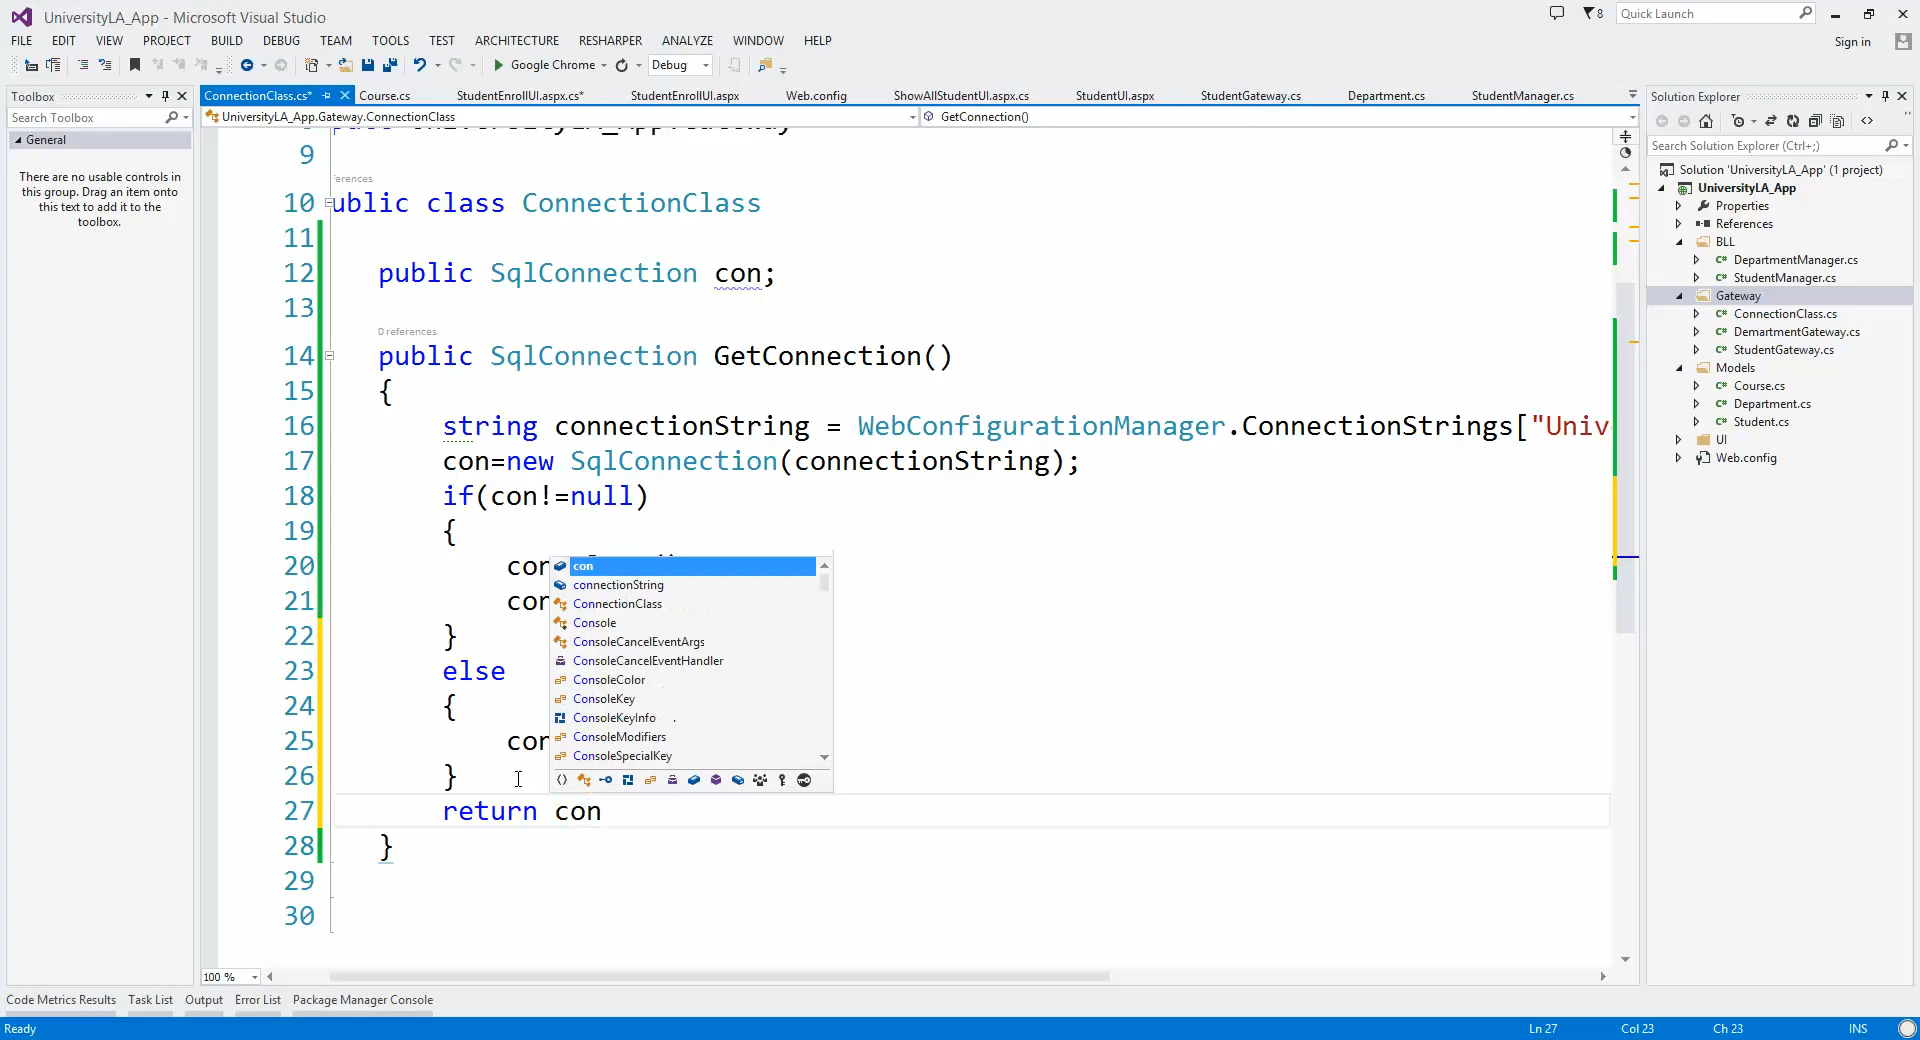 UniversityLA_App - Microsoft Visual Studio
8
Quick Launch
FILE EDIT VIEW PROJECT BUILD DEBUG TEAM TOOLS TEST ARCHITECTURE RESHARPER ANALYZE WINDOW HELP
Sign in
Google Chrome
Debug
Toolbox
Search Toolbox
General
There are no usable controls in
this group. Drag an item onto
this text to add it to the
toolbox.
ConnectionClass.cs* Course.cs StudentEnrollUI.aspx.cs* StudentEnrollUI.aspx Web.config ShowAllStudentUI.aspx.cs StudentUI.aspx StudentGateway.cs Department.cs StudentManager.cs
UniversityLA_App.Gateway.ConnectionClass
GetConnection()
9
erences
10 ublic class ConnectionClass
11
12 public SqlConnection con;
13
0 references
14 public SqlConnection GetConnection()
15 {
16 string connectionString = WebConfigurationManager.ConnectionStrings["Univ
17 con=new SqlConnection(connectionString);
18 if(con!=null)
19 {
20 con
21 con
22 }
23 else
24 {
25 con
26 }
27 return con
28 }
29
30
con
connectionString
ConnectionClass
Console
ConsoleCancelEventArgs
ConsoleCancelEventHandler
ConsoleColor
ConsoleKey
ConsoleKeyInfo
ConsoleModifiers
ConsoleSpecialKey
100 %
Solution Explorer
Search Solution Explorer (Ctrl+;)
Solution 'UniversityLA_App' (1 project)
UniversityLA_App
Properties
References
BLL
DepartmentManager.cs
StudentManager.cs
Gateway
ConnectionClass.cs
DemartmentGateway.cs
StudentGateway.cs
Models
Course.cs
Department.cs
Student.cs
UI
Web.config
Code Metrics Results Task List Output Error List Package Manager Console
Ready
Ln 27 Col 23 Ch 23 INS